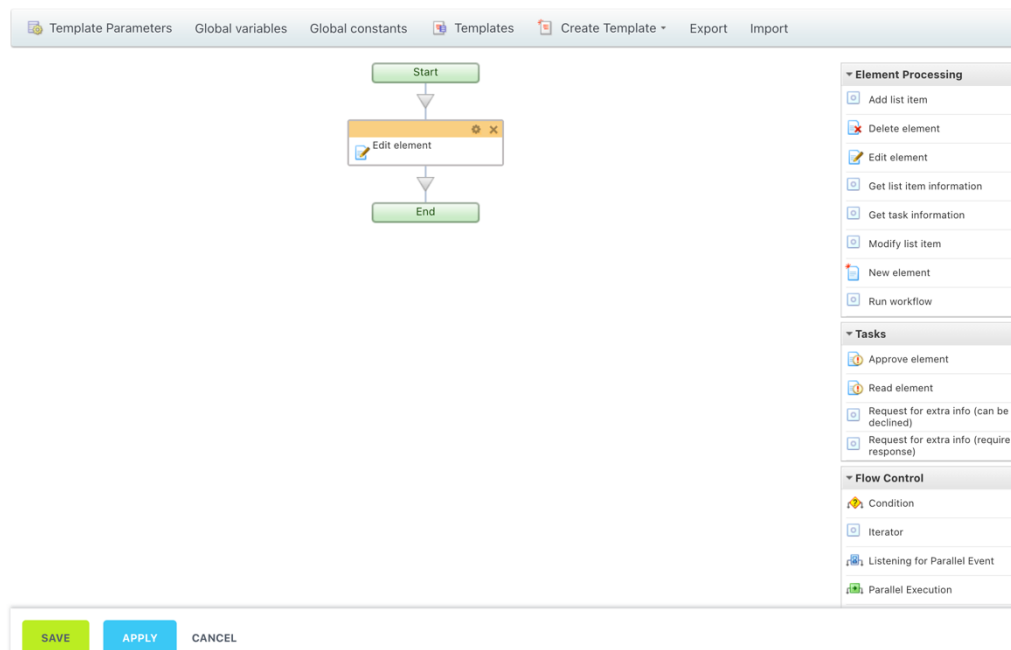 Template Parameters Global variables Global constants Templates Create Template Export Import
Start
Edit element
End
Element Processing
Add list item
Delete element
Edit element
Get list item information
Get task information
Modify list item
New element
Run workflow
Tasks
Approve element
Read element
Request for extra info (can be
declined)
Request for extra info (require
response)
Flow Control
Condition
Iterator
Listening for Parallel Event
Parallel Execution
SAVE APPLY CANCEL